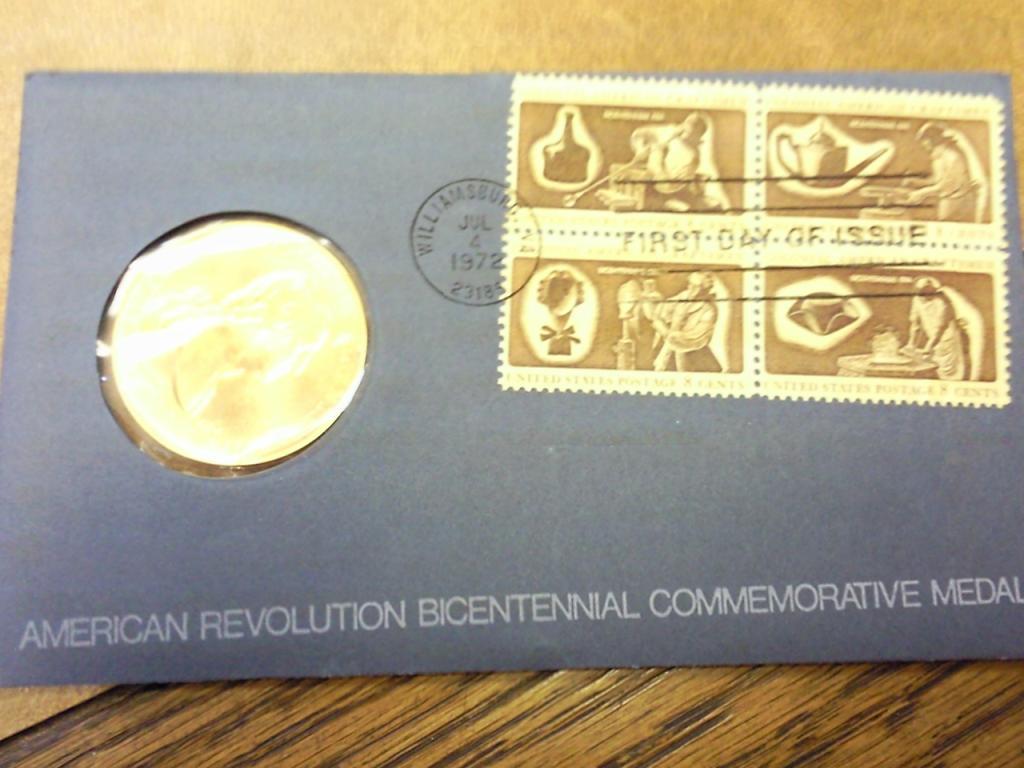 WILLIAMSBURG VA
JUL
4
1972
23185
FIRST DAY OF ISSUE
UNITED STATES POSTAGE 8 CENTS
UNITED STATES POSTAGE 8 CENTS
AMERICAN REVOLUTION BICENTENNIAL COMMEMORATIVE MEDAL